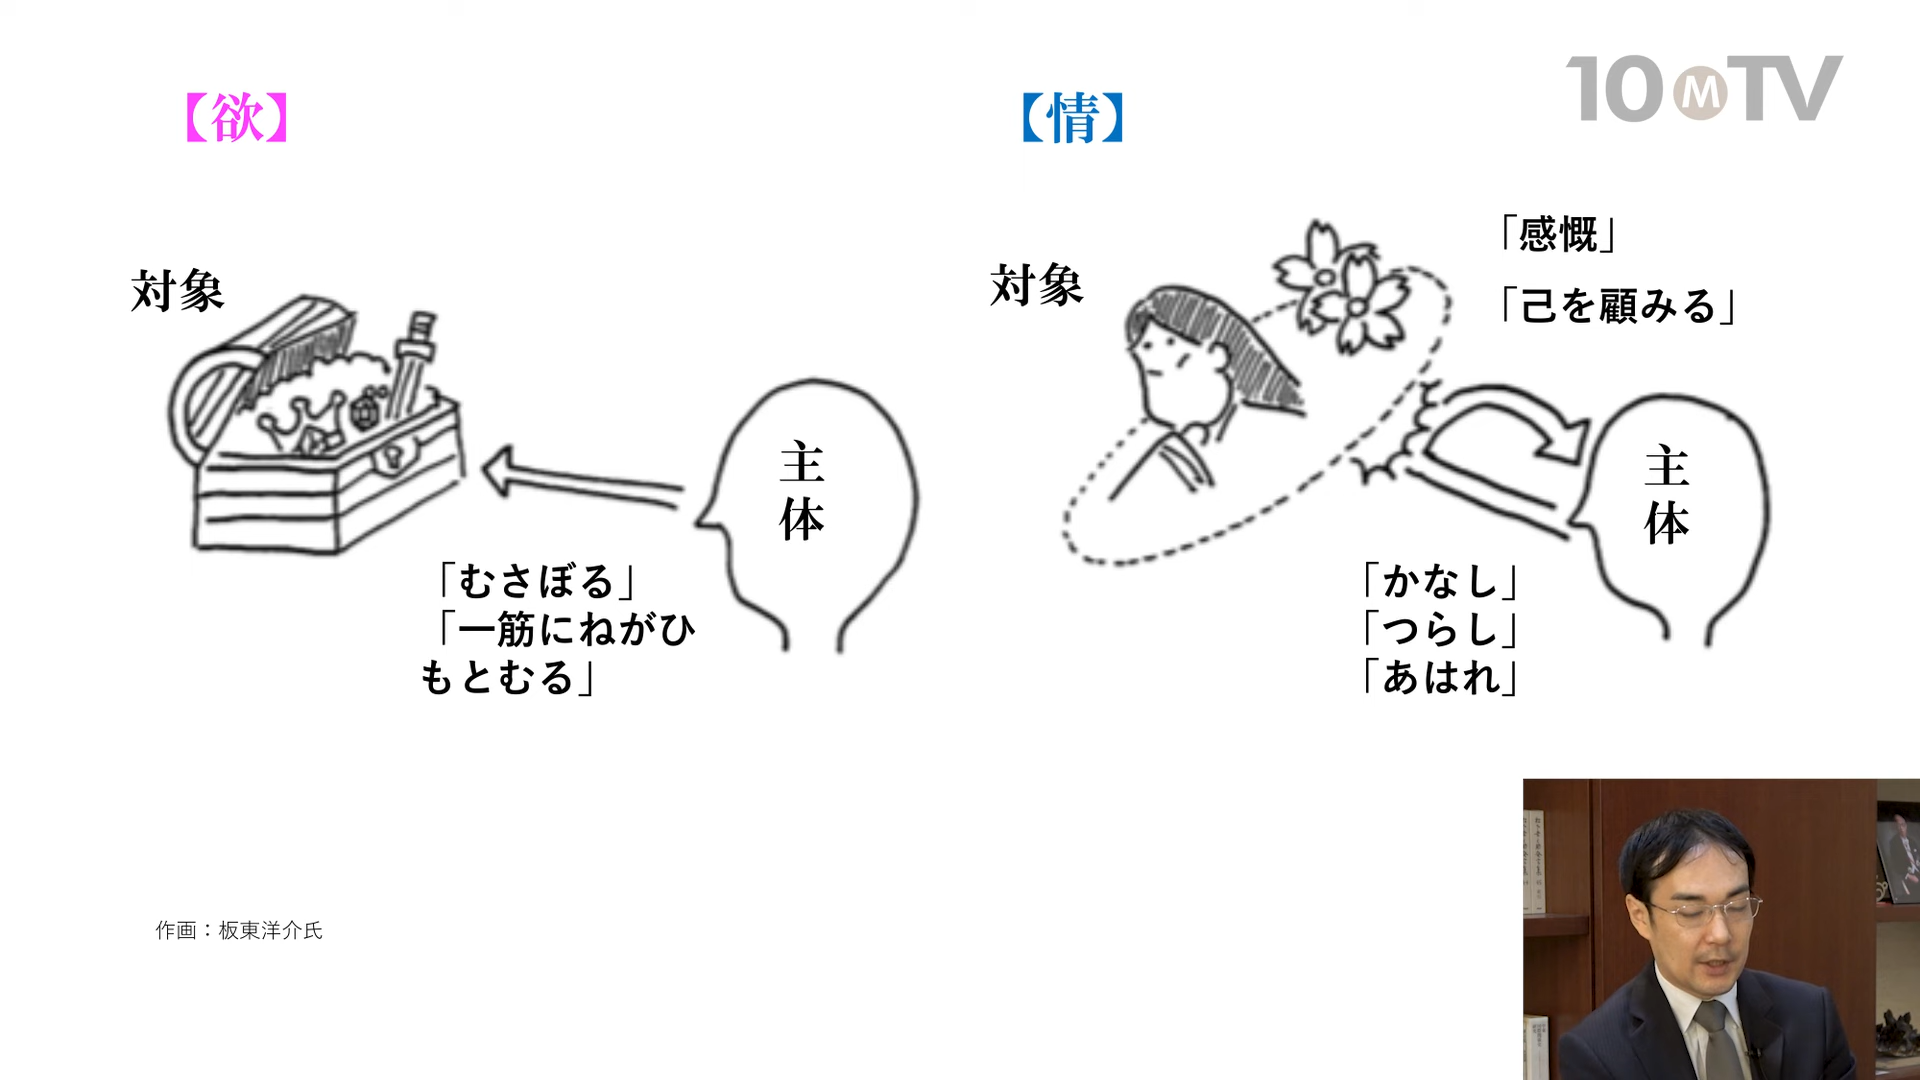 10MTV
【欲】
対象
主体
「むさぼる」
「一筋にねがひ
もとむる」
【情】
対象
「感慨」
「己を顧みる」
主体
「かなし」
「つらし」
「あはれ」
作画：板東洋介氏